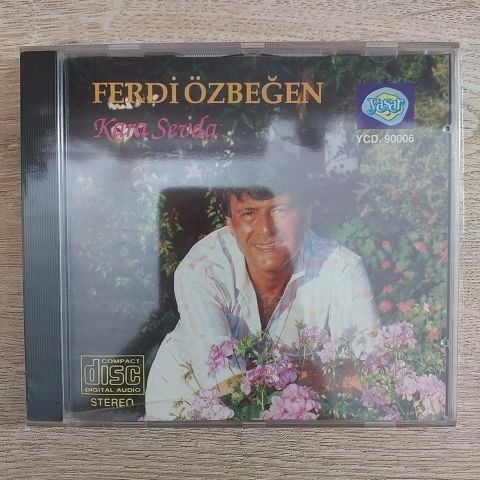 FERDİ ÖZBEĞEN
Kara Sevda
yaşar
YCD. 90006
COMPACT
disc
DIGITAL AUDIO
STEREO